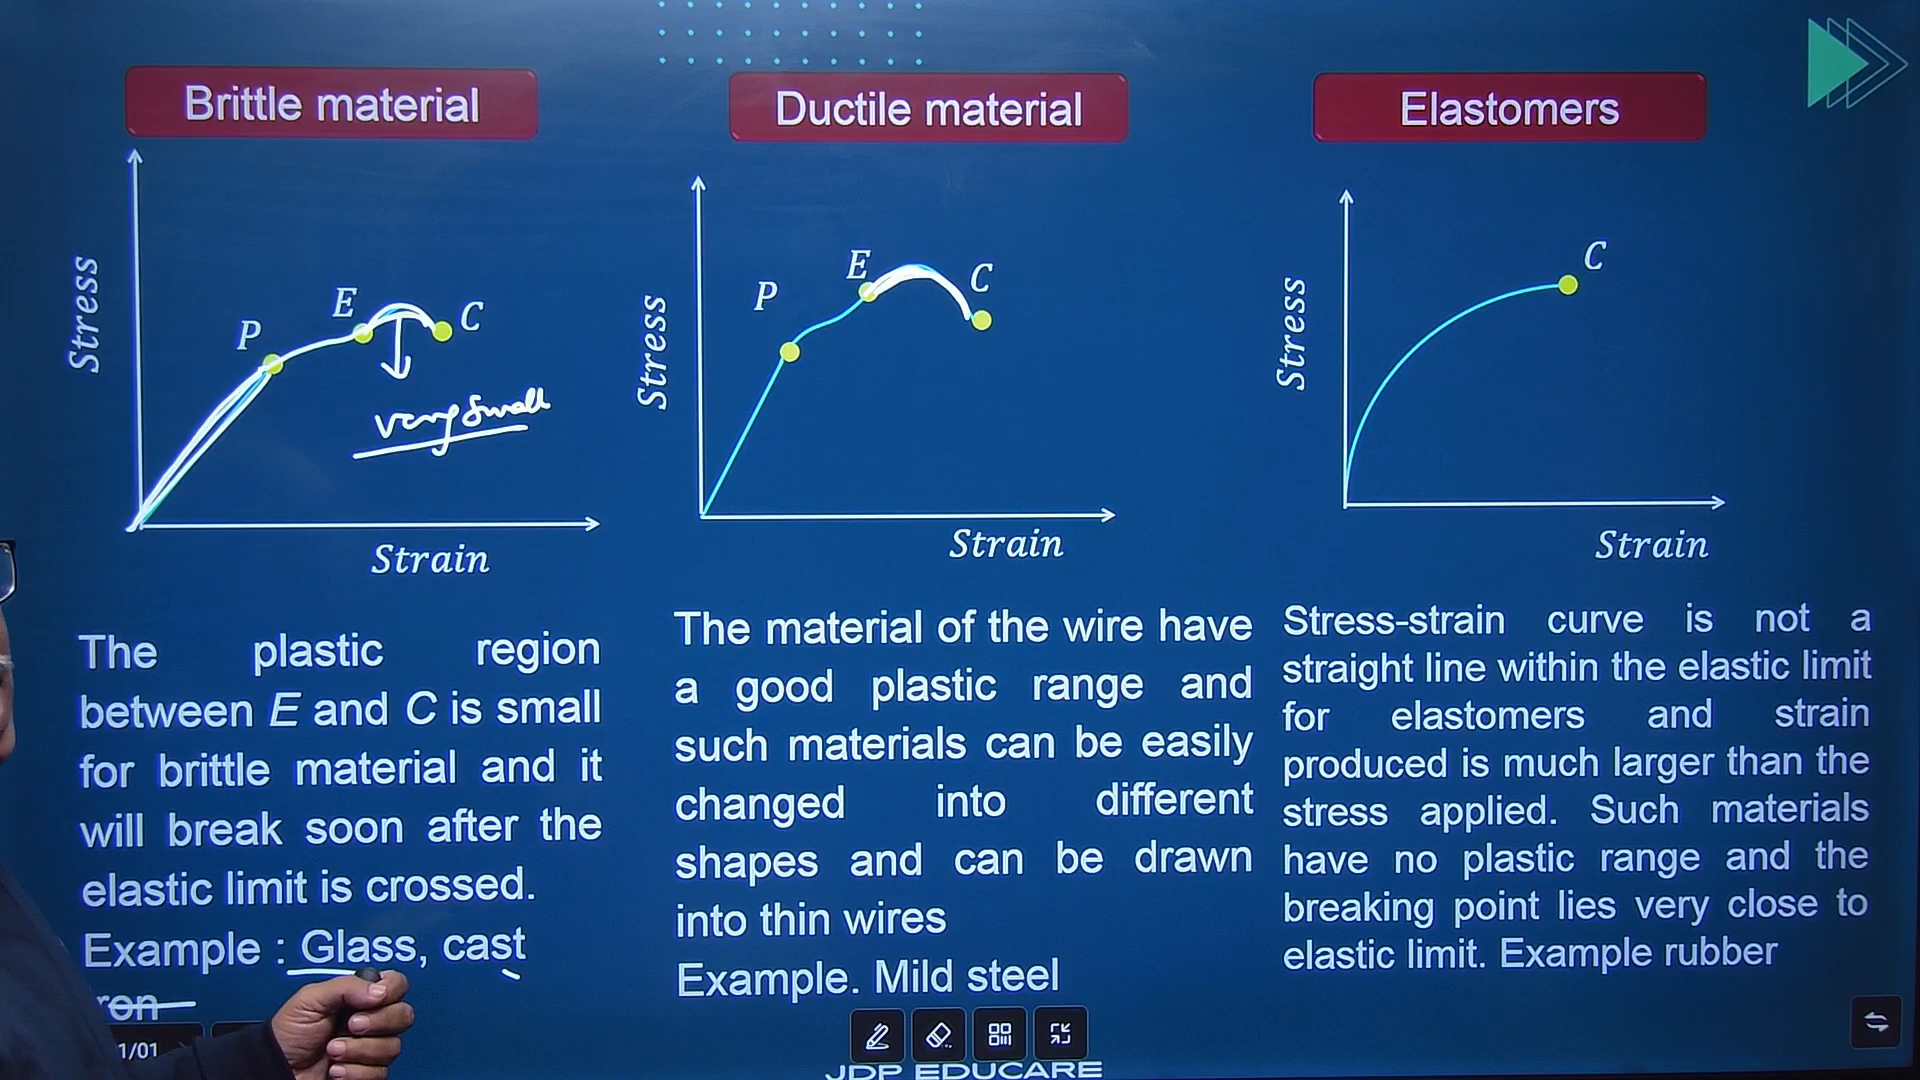 Brittle material
Stress
P
E
C
very small
Strain
The plastic region
between E and C is small
for brittle material and it
will break soon after the
elastic limit is crossed.
Example : Glass, cast
ron
1/01
Ductile material
Stress
P
E
C
Strain
The material of the wire have
a good plastic range and
such materials can be easily
changed into different
shapes and can be drawn
into thin wires
Example. Mild steel
Elastomers
Stress
C
Strain
Stress-strain curve is not a
straight line within the elastic limit
for elastomers and strain
produced is much larger than the
stress applied. Such materials
have no plastic range and the
breaking point lies very close to
elastic limit. Example rubber
JDP EDUCARE